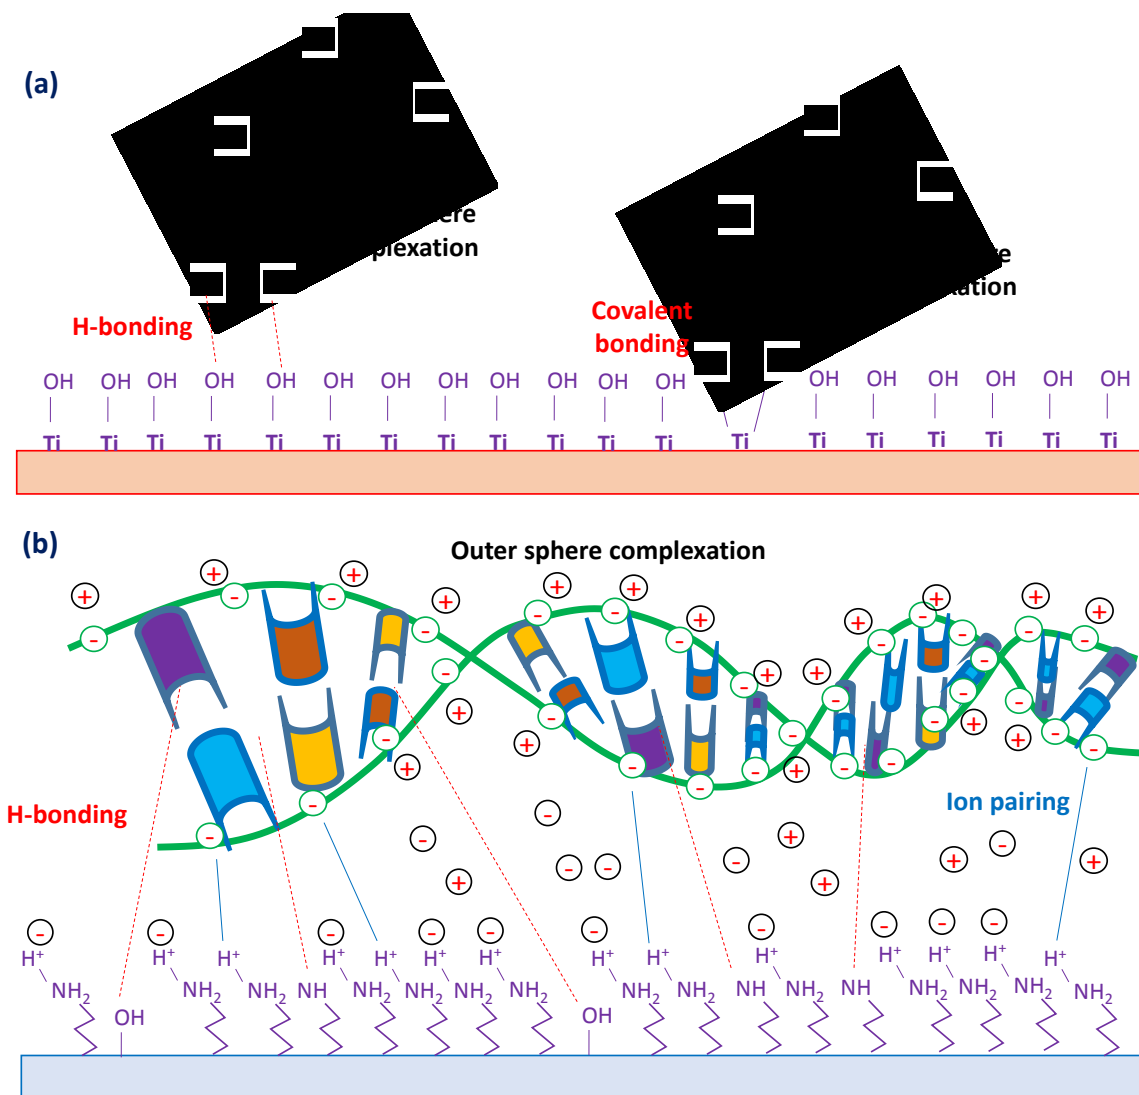 (a)
H-bonding
Covalent
bonding
OH OH OH OH OH OH OH OH OH OH OH OH OH OH OH OH OH OH
Ti Ti Ti Ti Ti Ti Ti Ti Ti Ti Ti Ti Ti Ti Ti Ti Ti Ti Ti
(b)
Outer sphere complexation
H-bonding
Ion pairing
H⁺ H⁺ H⁺ H⁺ H⁺ H⁺ H⁺ H⁺ H⁺ H⁺ H⁺ H⁺ H⁺ H⁺
NH₂ NH₂ NH₂ NH NH₂ NH₂ NH₂ NH₂ NH₂ NH₂ NH NH₂ NH NH₂ NH₂ NH₂ NH₂
OH OH